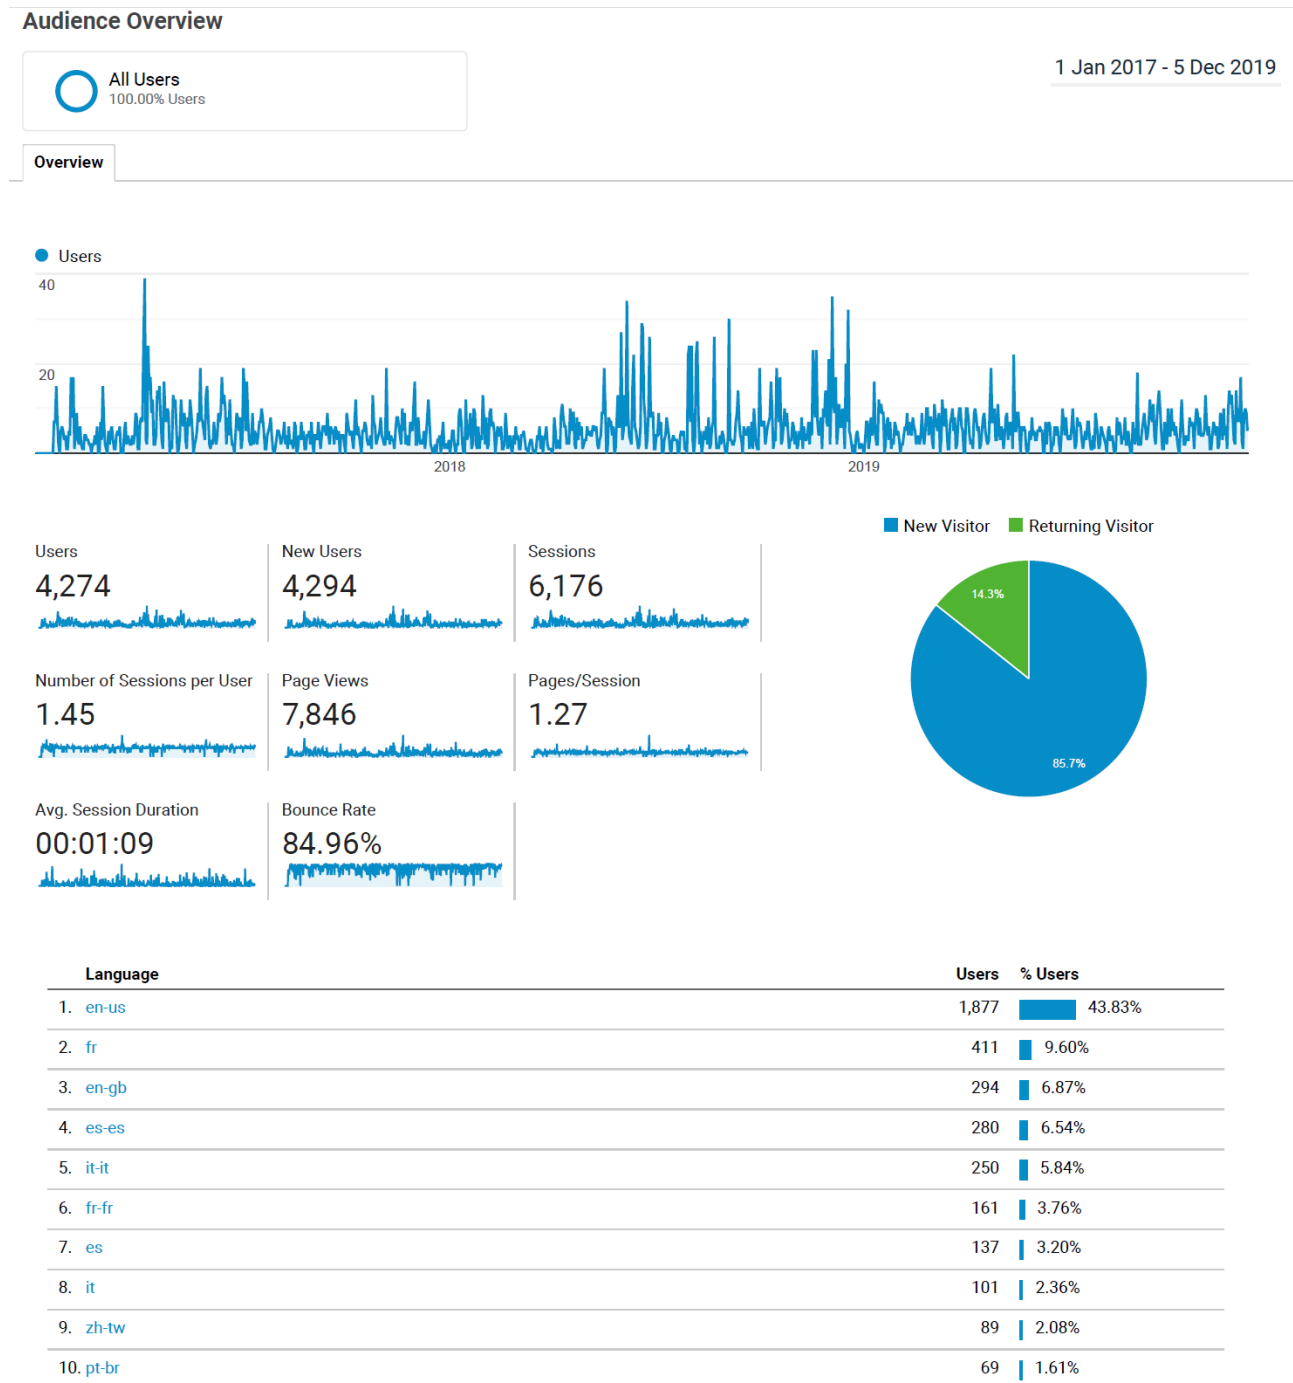 Audience Overview
All Users
100.00% Users
1 Jan 2017 - 5 Dec 2019
Overview
Users
40
20
2018
2019
New Visitor Returning Visitor
14.3%
85.7%
Users
4,274
New Users
4,294
Sessions
6,176
Number of Sessions per User
1.45
Page Views
7,846
Pages/Session
1.27
Avg. Session Duration
00:01:09
Bounce Rate
84.96%
Language Users % Users
1. en-us 1,877 43.83%
2. fr 411 9.60%
3. en-gb 294 6.87%
4. es-es 280 6.54%
5. it-it 250 5.84%
6. fr-fr 161 3.76%
7. es 137 3.20%
8. it 101 2.36%
9. zh-tw 89 2.08%
10. pt-br 69 1.61%